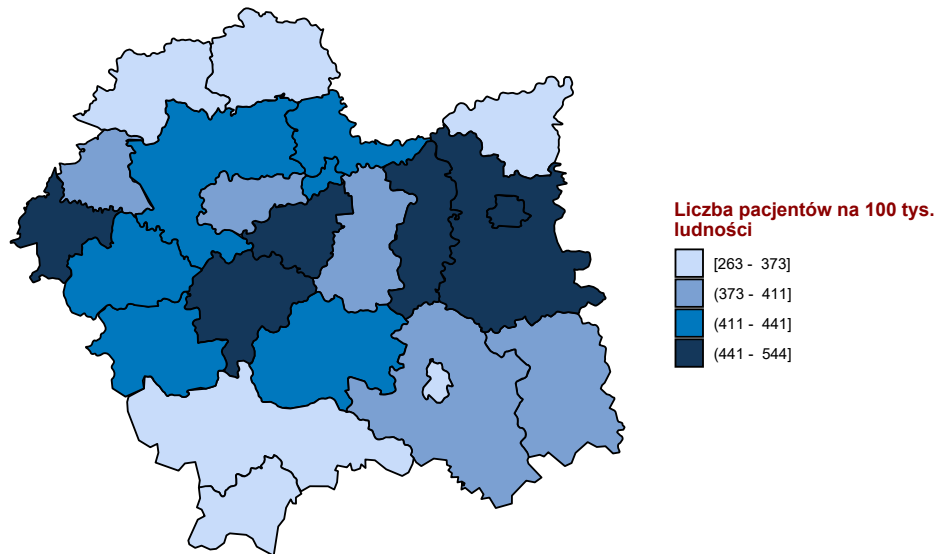 Liczba pacjentów na 100 tys.
ludności
[263 - 373]
(373 - 411]
(411 - 441]
(441 - 544]